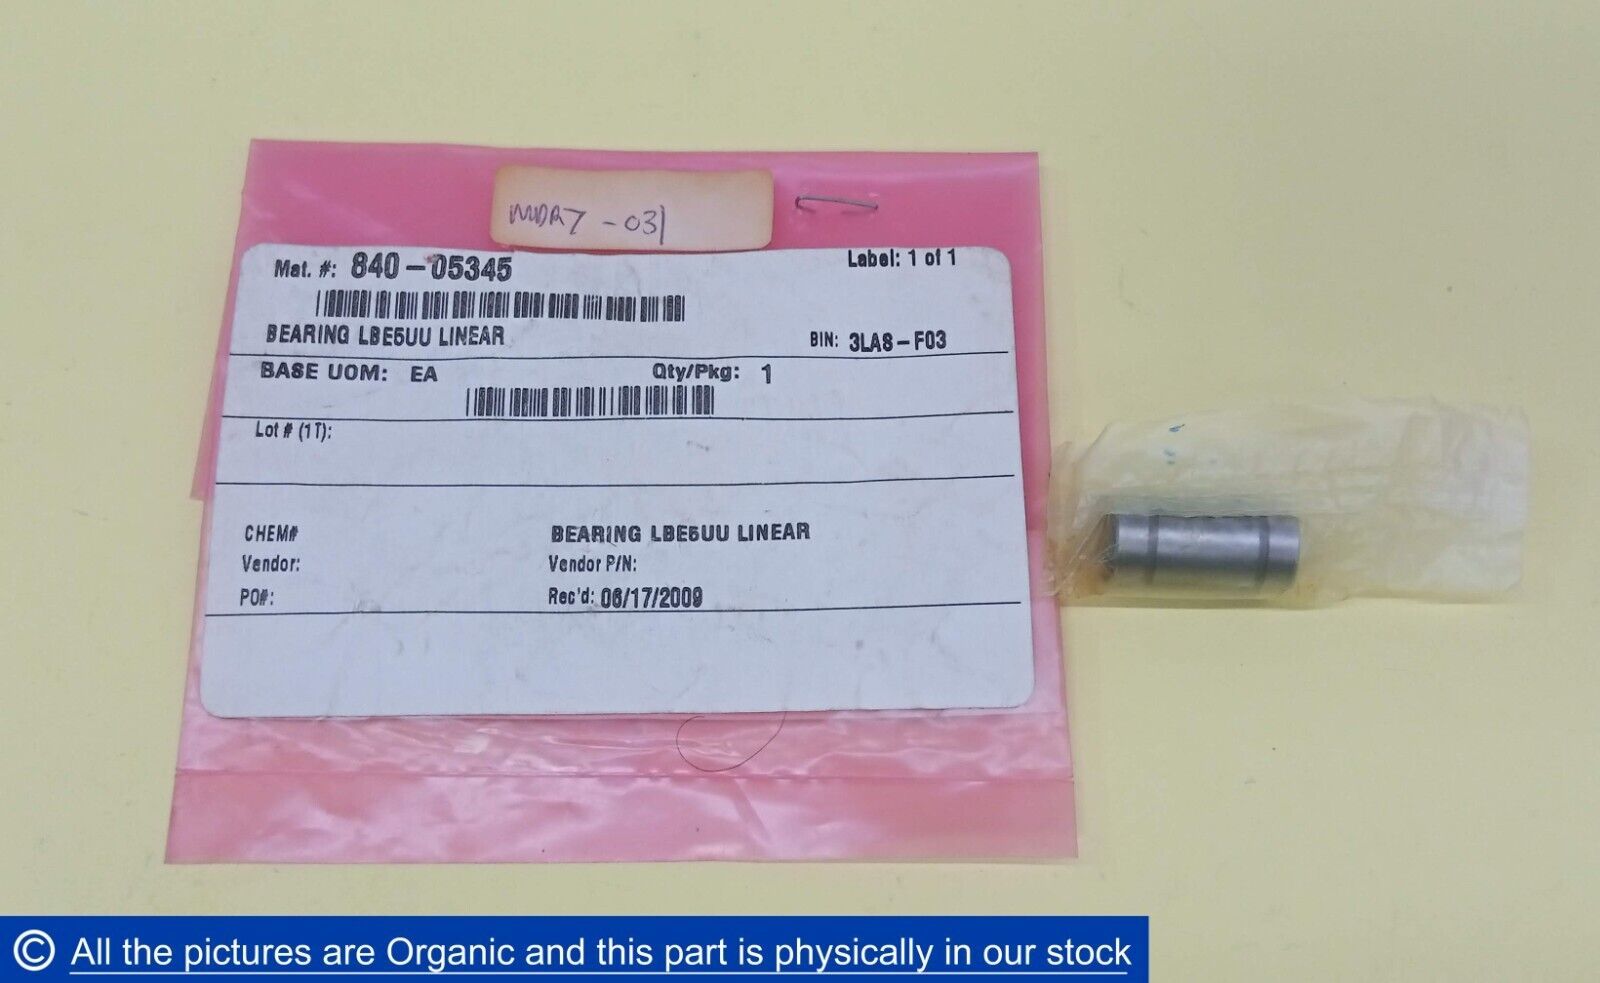 MDR7-031
Mat. #: 840-05345
Label: 1 of 1
BEARING LBE5UU LINEAR
BIN: 3LA8-F03
BASE UOM: EA
Qty/Pkg: 1
Lot # (1T):
CHEM#
BEARING LBE5UU LINEAR
Vendor:
Vendor P/N:
PO#:
Rec'd: 06/17/2009
© All the pictures are Organic and this part is physically in our stock